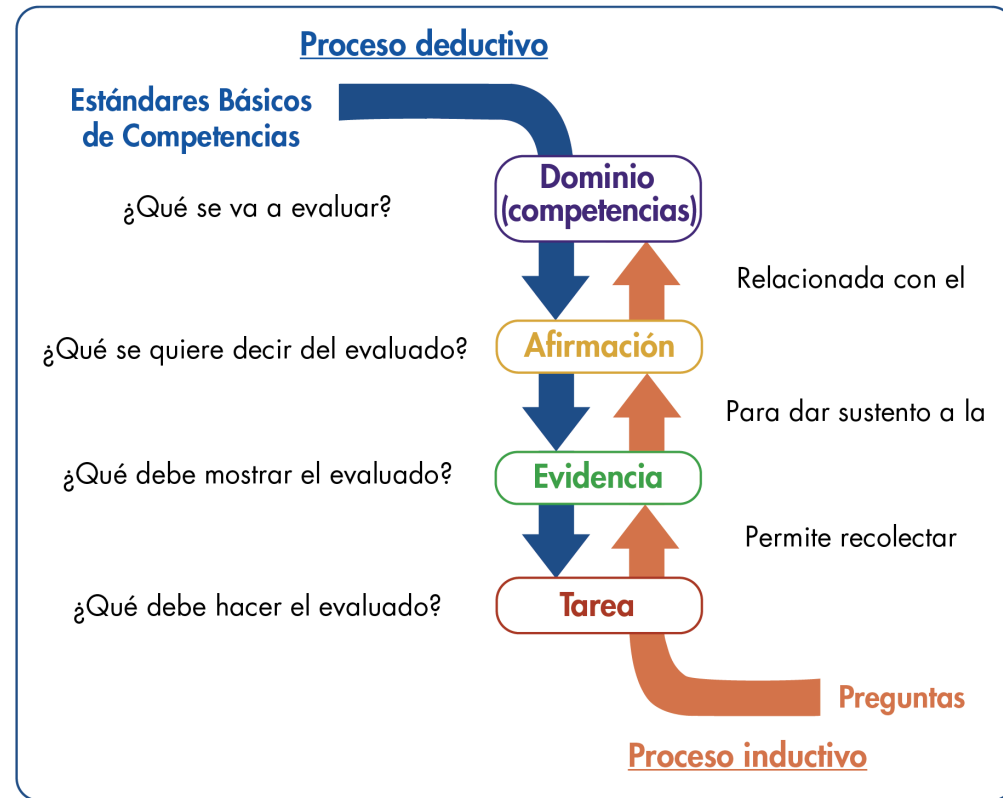 Proceso deductivo
Estándares Básicos
de Competencias
Dominio
(competencias)
¿Qué se va a evaluar?
Relacionada con el
¿Qué se quiere decir del evaluado?
Afirmación
Para dar sustento a la
¿Qué debe mostrar el evaluado?
Evidencia
Permite recolectar
¿Qué debe hacer el evaluado?
Tarea
Preguntas
Proceso inductivo